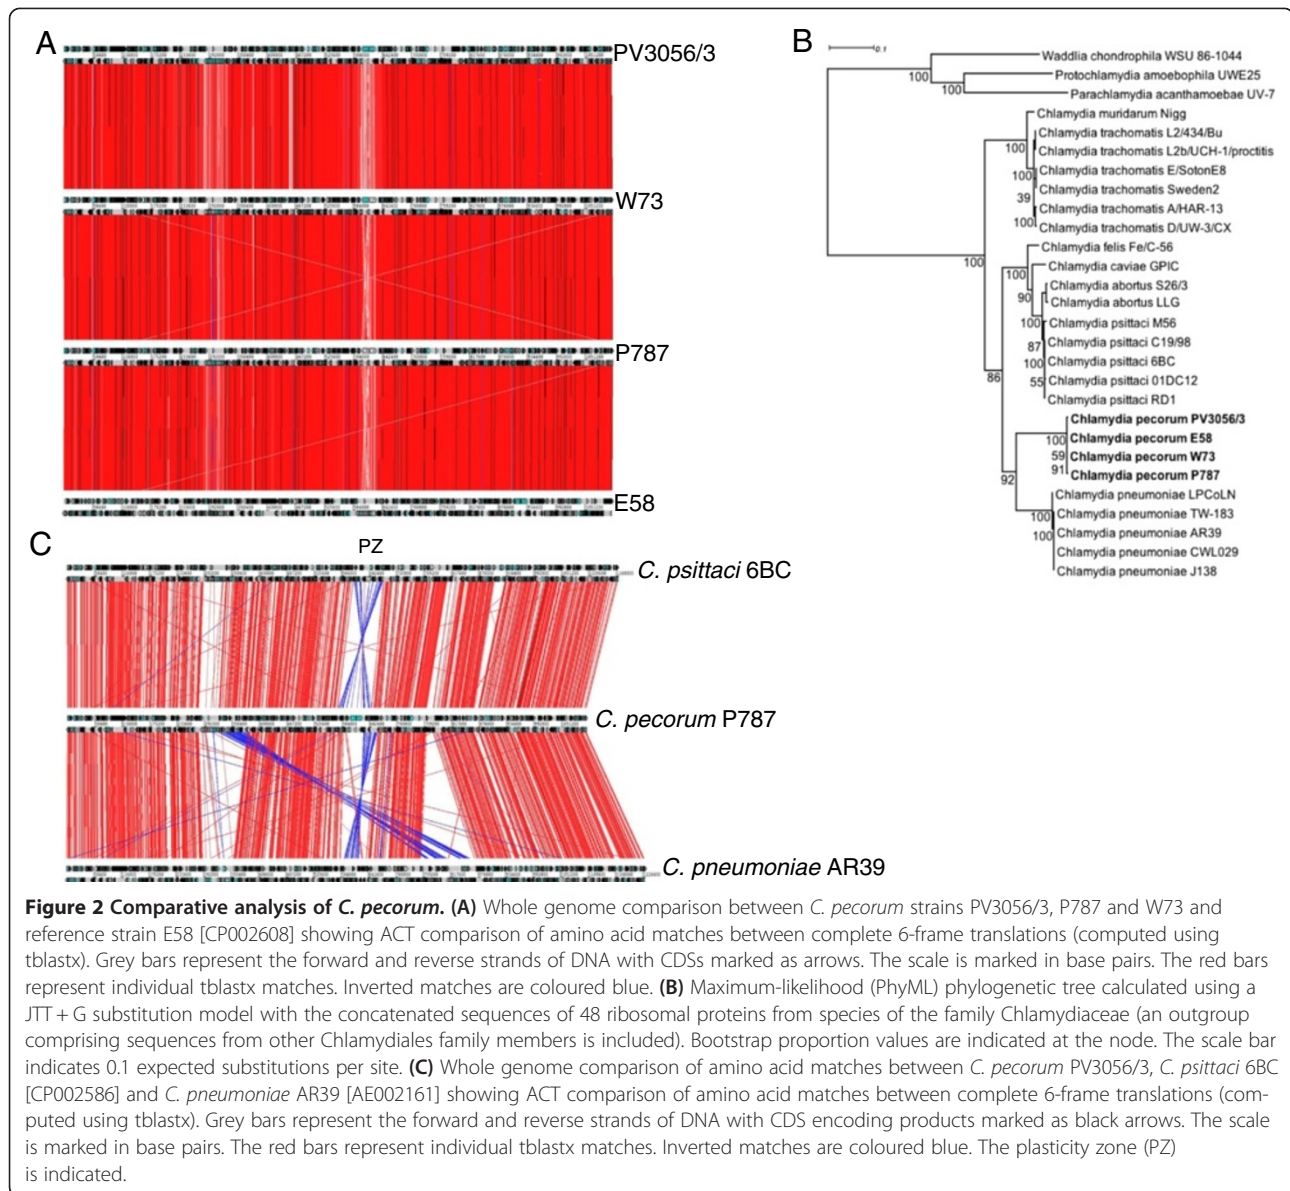 A
PV3056/3
W73
P787
E58
B
0.1
Waddlia chondrophila WSU 86-1044
100
Protochlamydia amoebophila UWE25
100
Parachlamydia acanthamoebae UV-7
Chlamydia muridarum Nigg
Chlamydia trachomatis L2/434/Bu
100
Chlamydia trachomatis L2b/UCH-1/proctitis
Chlamydia trachomatis E/SotonE8
100
Chlamydia trachomatis Sweden2
39
Chlamydia trachomatis A/HAR-13
100
Chlamydia trachomatis D/UW-3/CX
Chlamydia felis Fe/C-56
100
Chlamydia caviae GPIC
100
Chlamydia abortus S26/3
90
Chlamydia abortus LLG
Chlamydia psittaci M56
100
Chlamydia psittaci C19/98
87
Chlamydia psittaci 6BC
100
86
Chlamydia psittaci 01DC12
55
Chlamydia psittaci RD1
Chlamydia pecorum PV3056/3
Chlamydia pecorum E58
100
Chlamydia pecorum W73
59
Chlamydia pecorum P787
91
92
Chlamydia pneumoniae LPCoLN
Chlamydia pneumoniae TW-183
100
Chlamydia pneumoniae AR39
100
Chlamydia pneumoniae CWL029
Chlamydia pneumoniae J138
C
PZ
C. psittaci 6BC
C. pecorum P787
C. pneumoniae AR39
Figure 2 Comparative analysis of C. pecorum. (A) Whole genome comparison between C. pecorum strains PV3056/3, P787 and W73 and
reference strain E58 [CP002608] showing ACT comparison of amino acid matches between complete 6-frame translations (computed using
tblastx). Grey bars represent the forward and reverse strands of DNA with CDSs marked as arrows. The scale is marked in base pairs. The red bars
represent individual tblastx matches. Inverted matches are coloured blue. (B) Maximum-likelihood (PhyML) phylogenetic tree calculated using a
JTT + G substitution model with the concatenated sequences of 48 ribosomal proteins from species of the family Chlamydiaceae (an outgroup
comprising sequences from other Chlamydiales family members is included). Bootstrap proportion values are indicated at the node. The scale bar
indicates 0.1 expected substitutions per site. (C) Whole genome comparison of amino acid matches between C. pecorum PV3056/3, C. psittaci 6BC
[CP002586] and C. pneumoniae AR39 [AE002161] showing ACT comparison of amino acid matches between complete 6-frame translations (com-
puted using tblastx). Grey bars represent the forward and reverse strands of DNA with CDS encoding products marked as black arrows. The scale
is marked in base pairs. The red bars represent individual tblastx matches. Inverted matches are coloured blue. The plasticity zone (PZ)
is indicated.